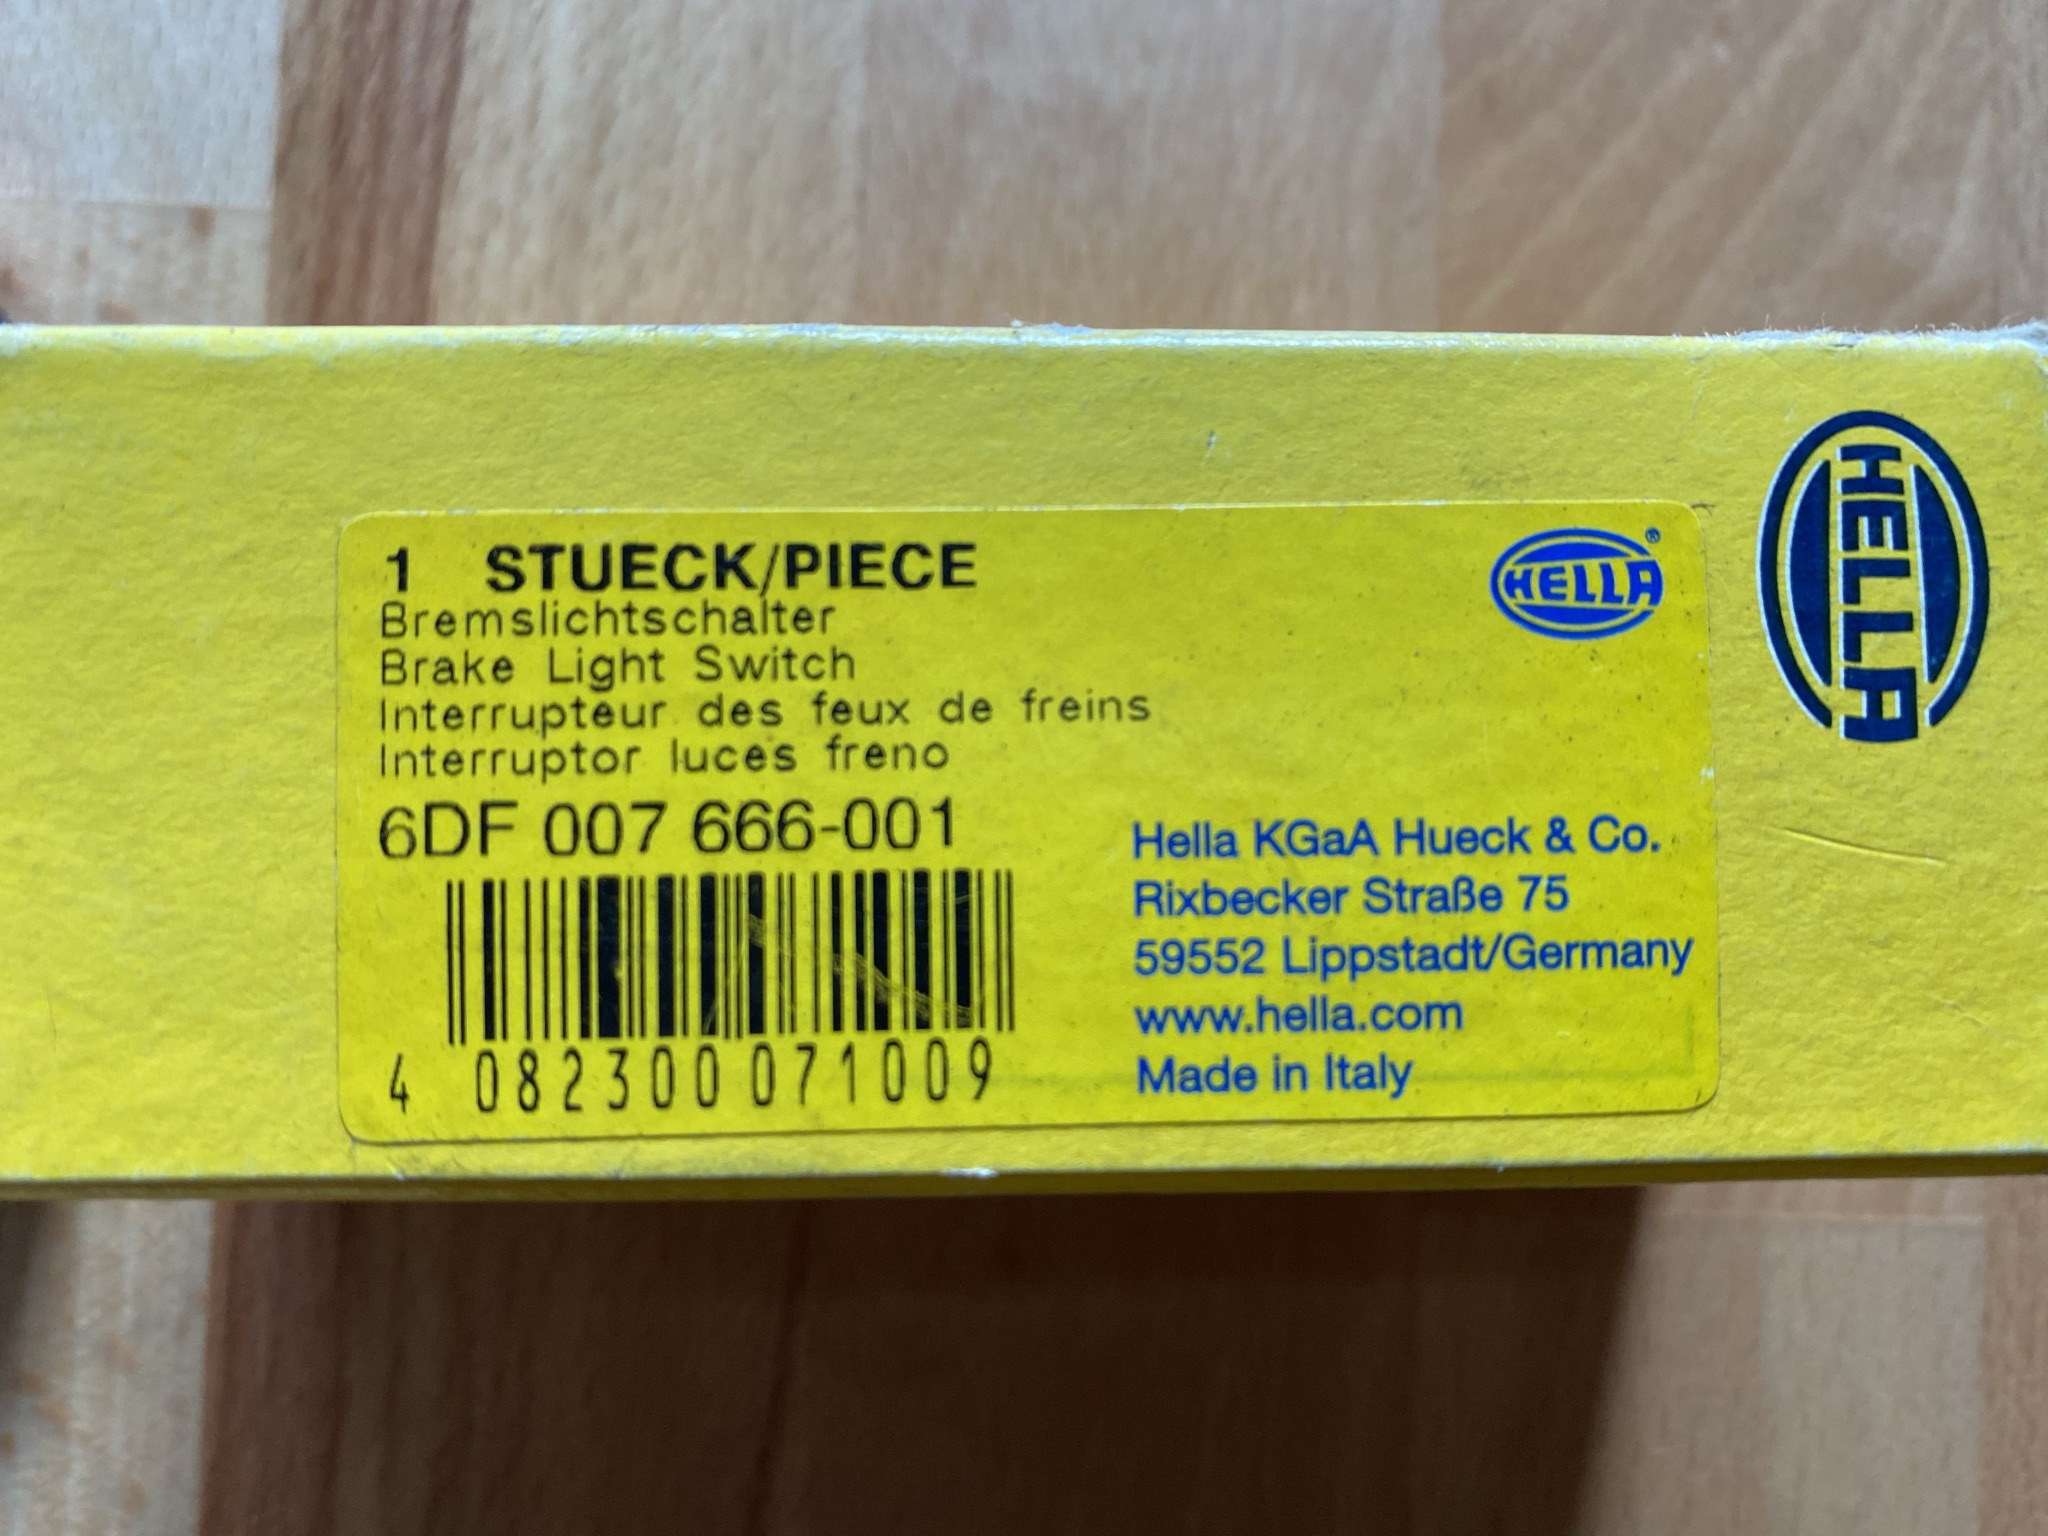 1 STUECK/PIECE
Bremslichtschalter
Brake Light Switch
Interrupteur des feux de freins
Interruptor luces freno
6DF 007 666-001
4 082300 071009
HELLA®
Hella KGaA Hueck & Co.
Rixbecker Straße 75
59552 Lippstadt/Germany
www.hella.com
Made in Italy
HELLA